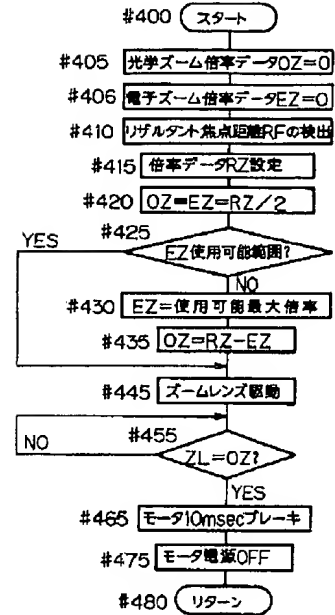 #400 スタート
#405 光学ズーム倍率データOZ=0
#406 電子ズーム倍率データEZ=0
#410 リザルタント焦点距離RFの検出
#415 倍率データRZ設定
#420 OZ=EZ=RZ/2
#425
YES
EZ使用可能範囲?
NO
#430 EZ=使用可能最大倍率
#435 OZ=RZ-EZ
#445 ズームレンズ駆動
#455
NO
ZL=OZ?
YES
#465 モータ10msecブレーキ
#475 モータ電源OFF
#480 リターン